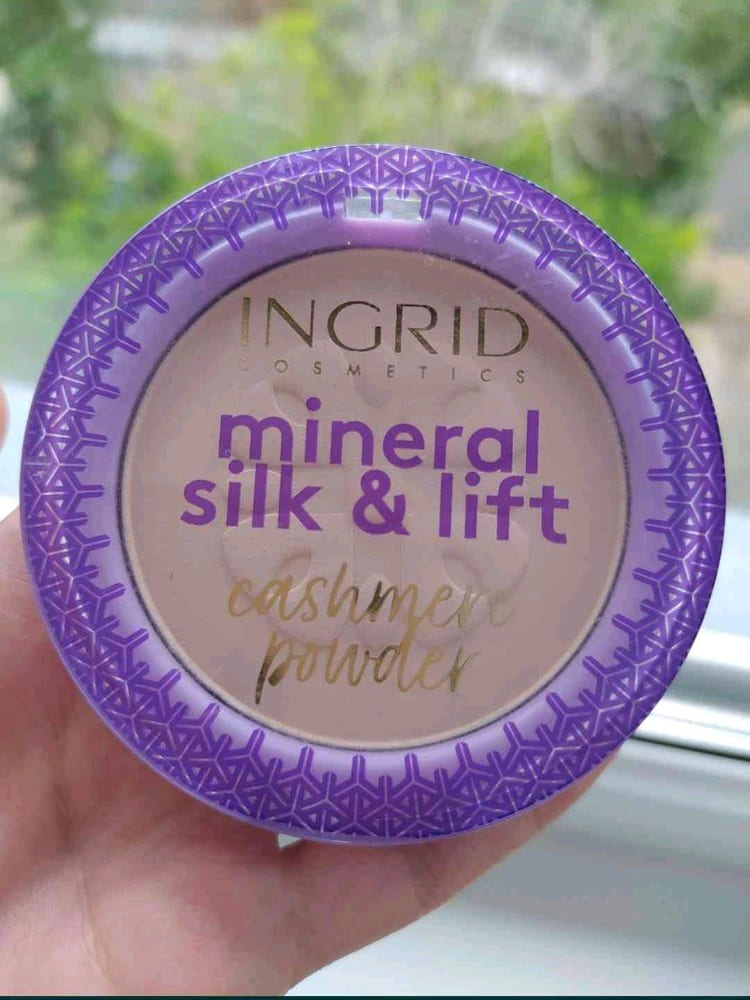 INGRID
COSMETICS
mineral
silk & lift
cashmere
powder